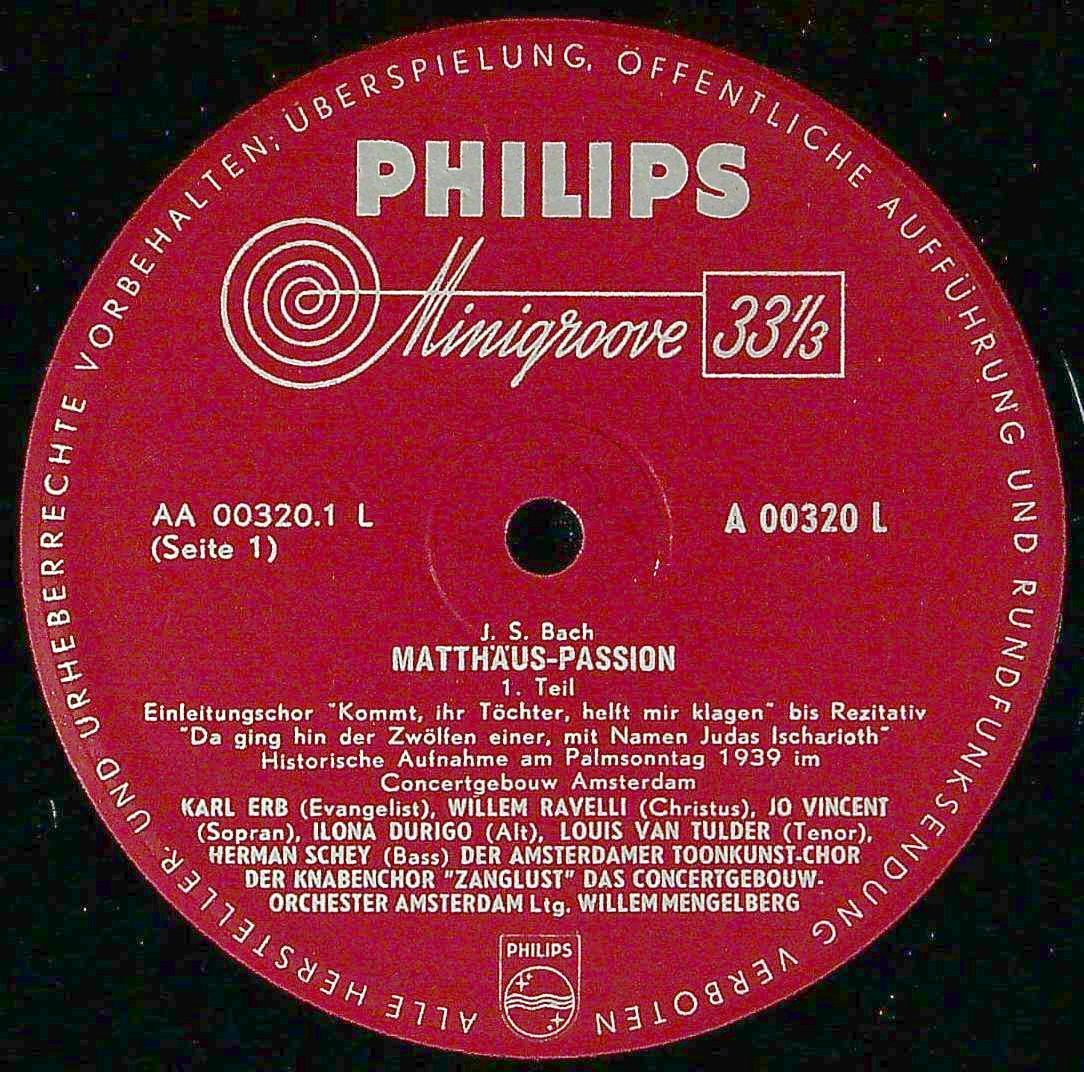 ALLE HERSTELLER- UND URHEBERRECHTE VORBEHALTEN; ÜBERSPIELUNG, ÖFFENTLICHE AUFFÜHRUNG UND RUNDFUNKSENDUNG VERBOTEN
PHILIPS
Minigroove 33 1/3
AA 00320.1 L
(Seite 1)
A 00320 L
J. S. Bach
MATTHÄUS-PASSION
1. Teil
Einleitungschor "Kommt, ihr Töchter, helft mir klagen" bis Rezitativ
"Da ging hin der Zwölfen einer, mit Namen Judas Ischarioth"
Historische Aufnahme am Palmsonntag 1939 im
Concertgebouw Amsterdam
KARL ERB (Evangelist), WILLEM RAVELLI (Christus), JO VINCENT
(Sopran), ILONA DURIGO (Alt), LOUIS VAN TULDER (Tenor),
HERMAN SCHEY (Bass) DER AMSTERDAMER TOONKUNST-CHOR
DER KNABENCHOR "ZANGLUST" DAS CONCERTGEBOUW-
ORCHESTER AMSTERDAM Ltg. WILLEM MENGELBERG
PHILIPS